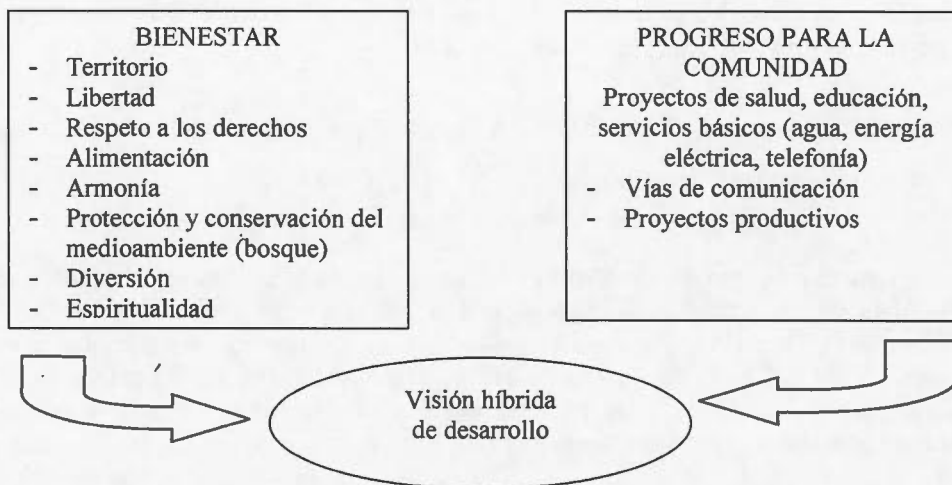 BIENESTAR
- Territorio
- Libertad
- Respeto a los derechos
- Alimentación
- Armonía
- Protección y conservación del
medioambiente (bosque)
- Diversión
- Espiritualidad
PROGRESO PARA LA
COMUNIDAD
Proyectos de salud, educación,
servicios básicos (agua, energía
eléctrica, telefonía)
- Vías de comunicación
- Proyectos productivos
Visión híbrida
de desarrollo